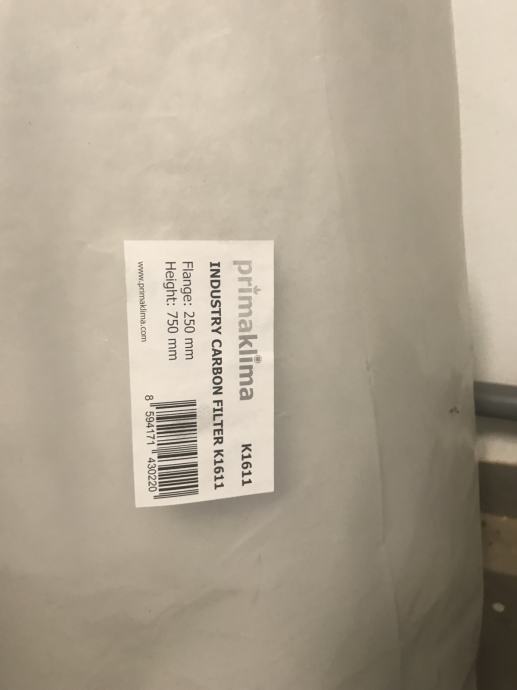 primaklima K1611
INDUSTRY CARBON FILTER K1611
Flange: 250 mm
Height: 750 mm
www.primaklima.com
8 594171 430220